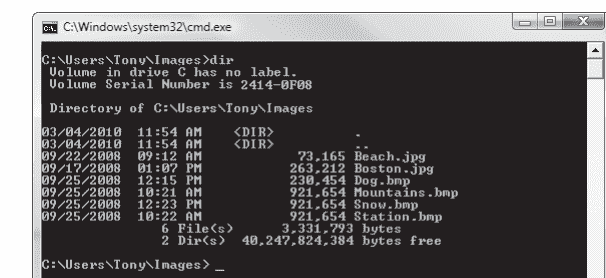 C:\Windows\system32\cmd.exe
C:\Users\Tony\Images>dir
Volume in drive C has no label.
Volume Serial Number is 2414-0F08
Directory of C:\Users\Tony\Images
03/04/2010 11:54 AM <DIR> .
03/04/2010 11:54 AM <DIR> ..
09/22/2008 09:12 AM 73,165 Beach.jpg
09/17/2008 01:07 PM 263,212 Boston.jpg
09/25/2008 12:15 PM 230,454 Dog.bmp
09/25/2008 10:21 AM 921,654 Mountains.bmp
09/25/2008 12:23 PM 921,654 Snow.bmp
09/25/2008 10:22 AM 921,654 Station.bmp
6 File(s) 3,331,793 bytes
2 Dir(s) 40,247,824,384 bytes free
C:\Users\Tony\Images>_